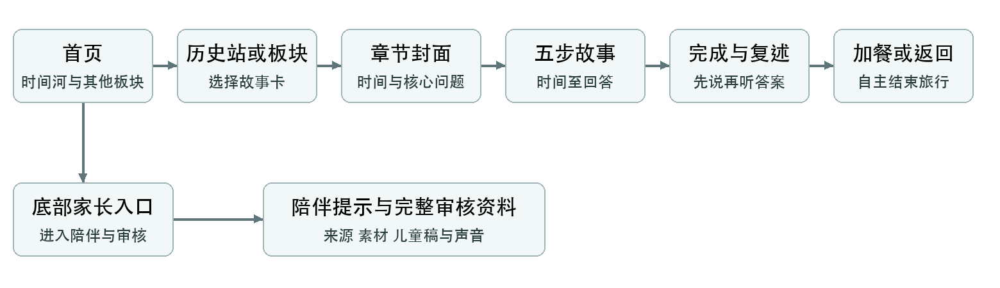 首页
时间河与其他板块
历史站或板块
选择故事卡
章节封面
时间与核心问题
五步故事
时间至回答
完成与复述
先说再听答案
加餐或返回
自主结束旅行
底部家长入口
进入陪伴与审核
陪伴提示与完整审核资料
来源 素材 儿童稿与声音